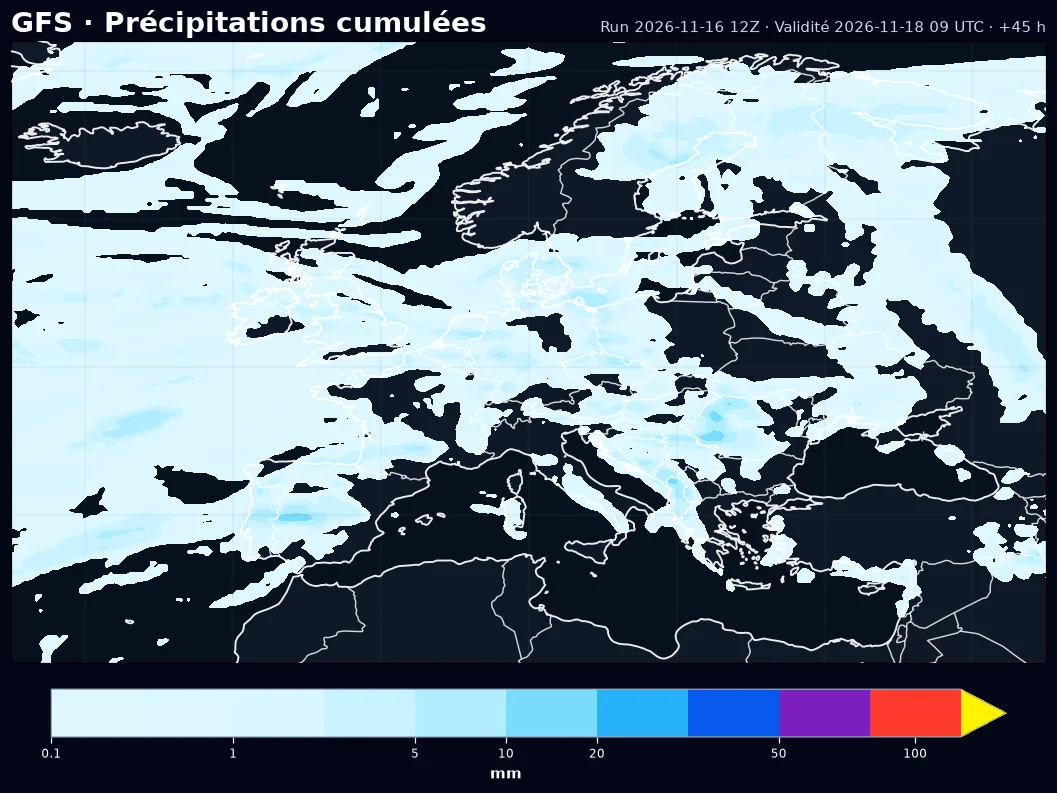 GFS · Précipitations cumulées
Run 2026-11-16 12Z · Validité 2026-11-18 09 UTC · +45 h
0.1 1 5 10 20 50 100
mm